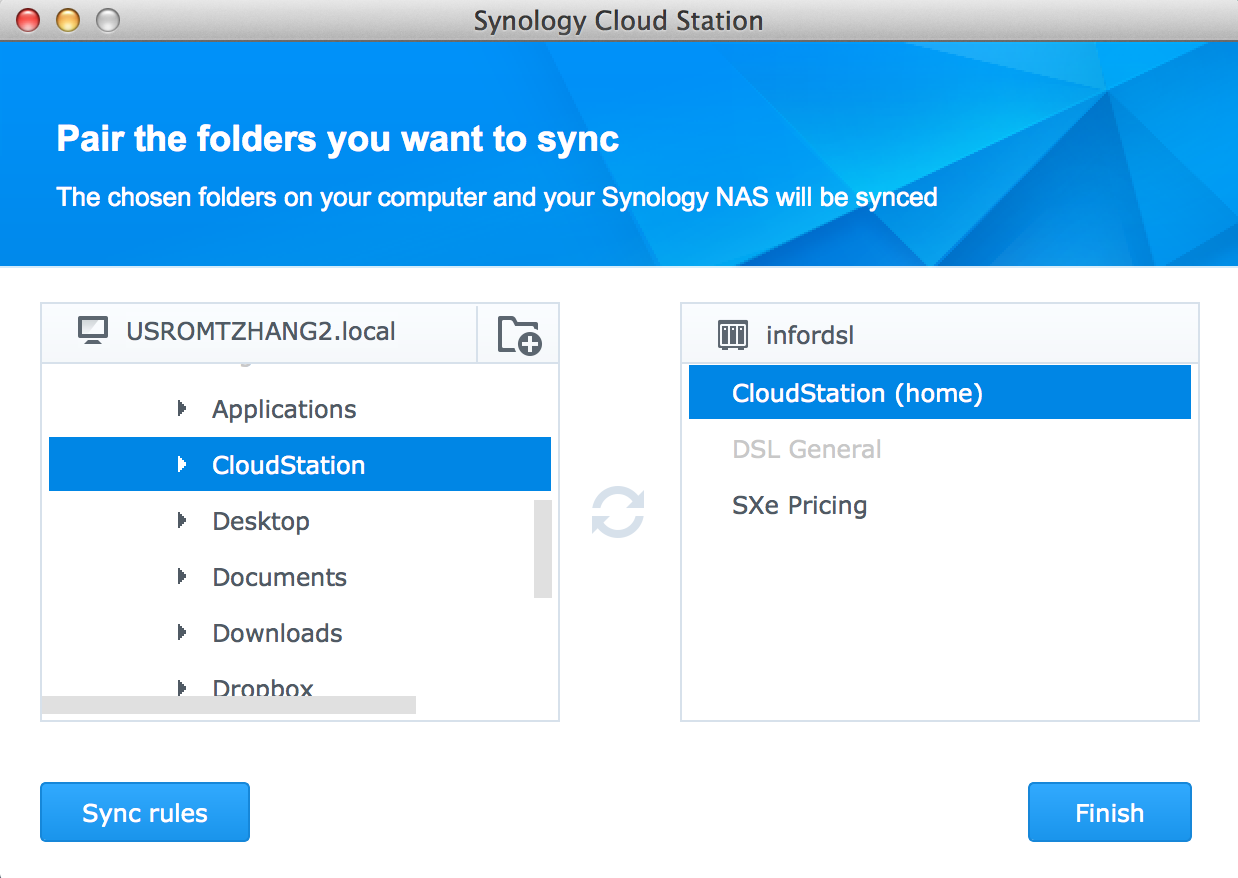 Synology Cloud Station
Pair the folders you want to sync
The chosen folders on your computer and your Synology NAS will be synced
USROMTZHANG2.local
Applications
CloudStation
Desktop
Documents
Downloads
Dropbox
infordsl
CloudStation (home)
DSL General
SXe Pricing
Sync rules
Finish